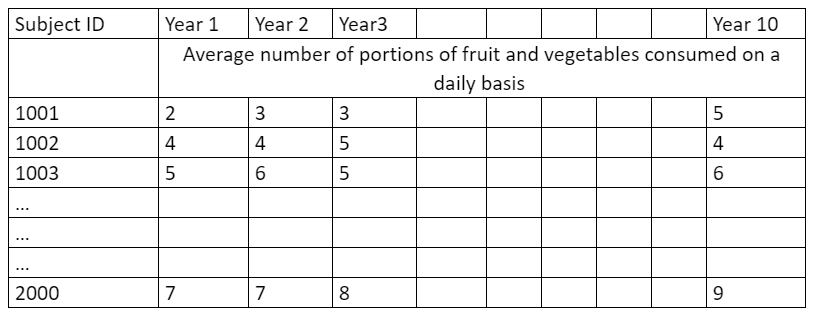 Subject ID Year 1 Year 2 Year3 Year 10
Average number of portions of fruit and vegetables consumed on a
daily basis
1001 2 3 3 5
1002 4 4 5 4
1003 5 6 5 6
...
...
...
2000 7 7 8 9